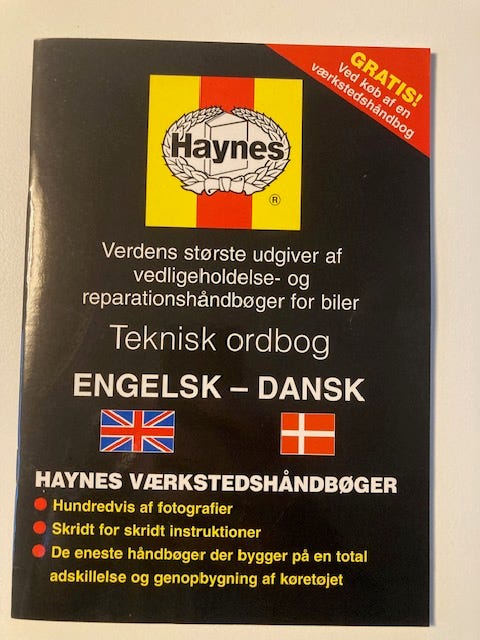 GRATIS!
Ved køb af en
værkstedshåndbog
Haynes
®
Verdens største udgiver af
vedligeholdelse- og
reparationshåndbøger for biler
Teknisk ordbog
ENGELSK – DANSK
HAYNES VÆRKSTEDSHÅNDBØGER
Hundredvis af fotografier
Skridt for skridt instruktioner
De eneste håndbøger der bygger på en total
adskillelse og genopbygning af køretøjet